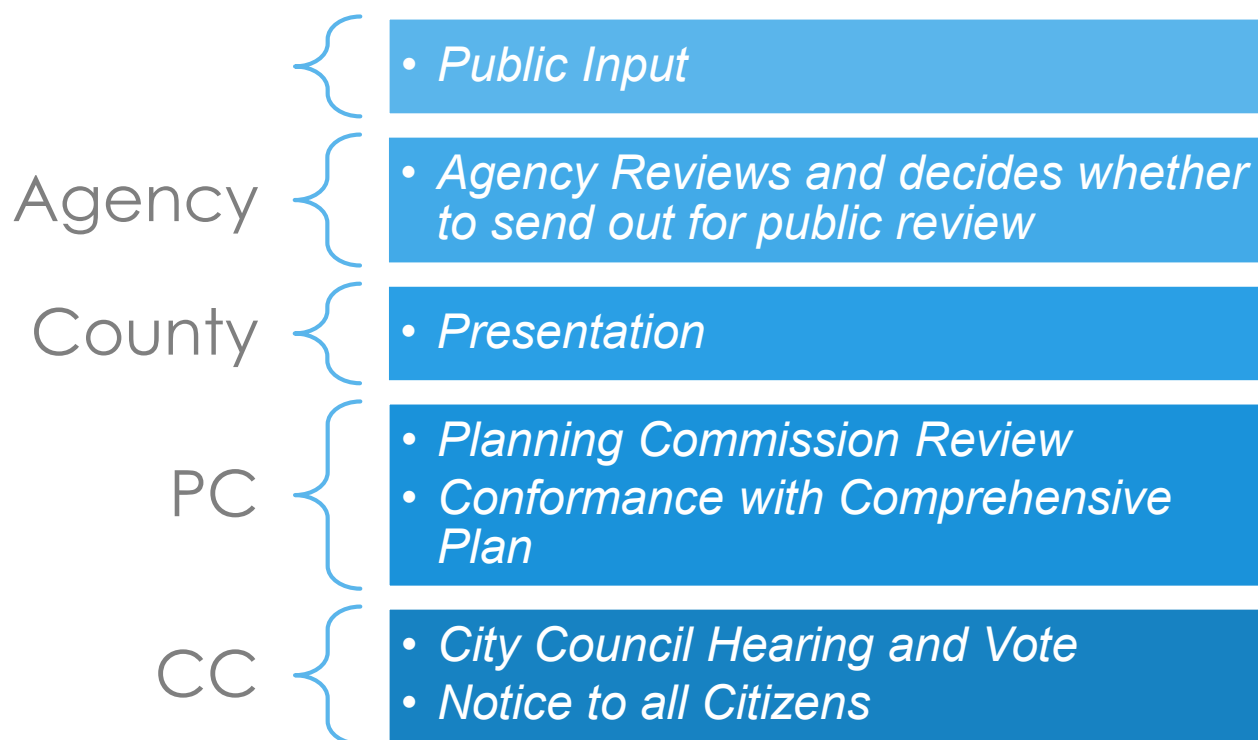 • Public Input
Agency
• Agency Reviews and decides whether
to send out for public review
County
• Presentation
PC
• Planning Commission Review
• Conformance with Comprehensive
Plan
CC
• City Council Hearing and Vote
• Notice to all Citizens